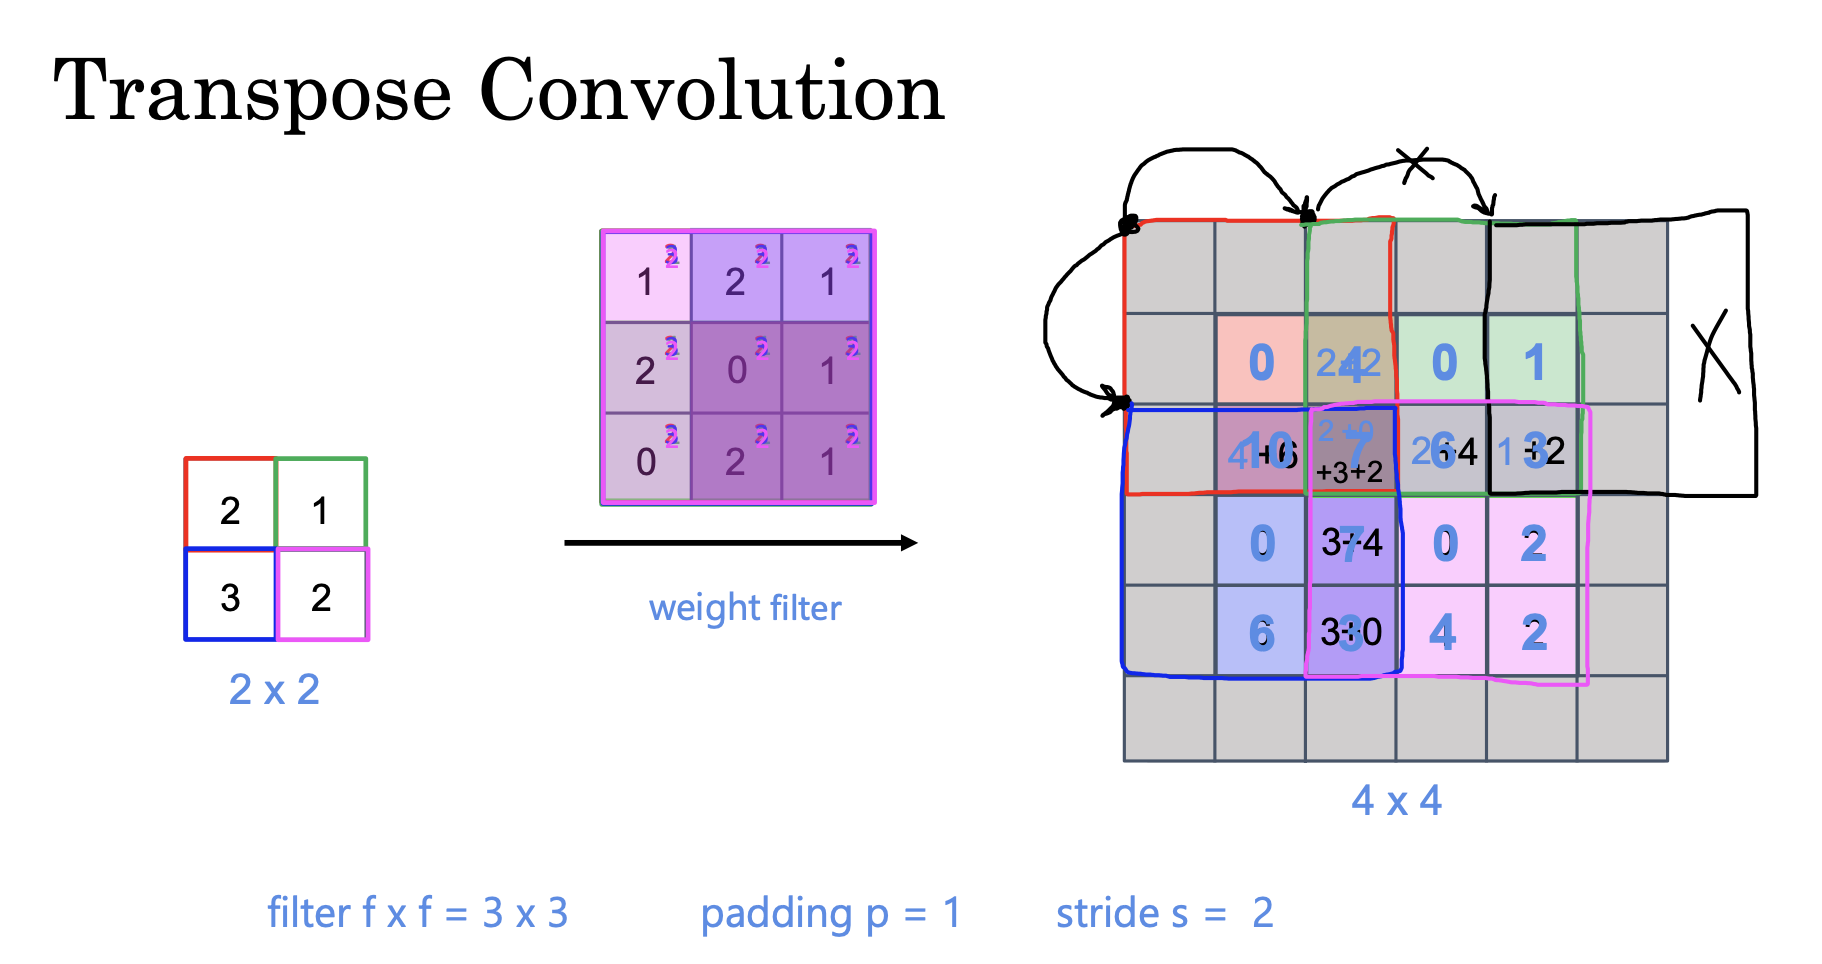 Transpose Convolution
1 2 1
2 0 1
0 2 1
weight filter
2 1
3 2
2 x 2
0 2+2 4 0 1
4+6 10 2+0 +3+2 7 2+4 6 1+2 3
0 0 3+4 7 0 0 2 2
6 3+0 3 4 2
4 x 4
filter f x f = 3 x 3 padding p = 1 stride s = 2